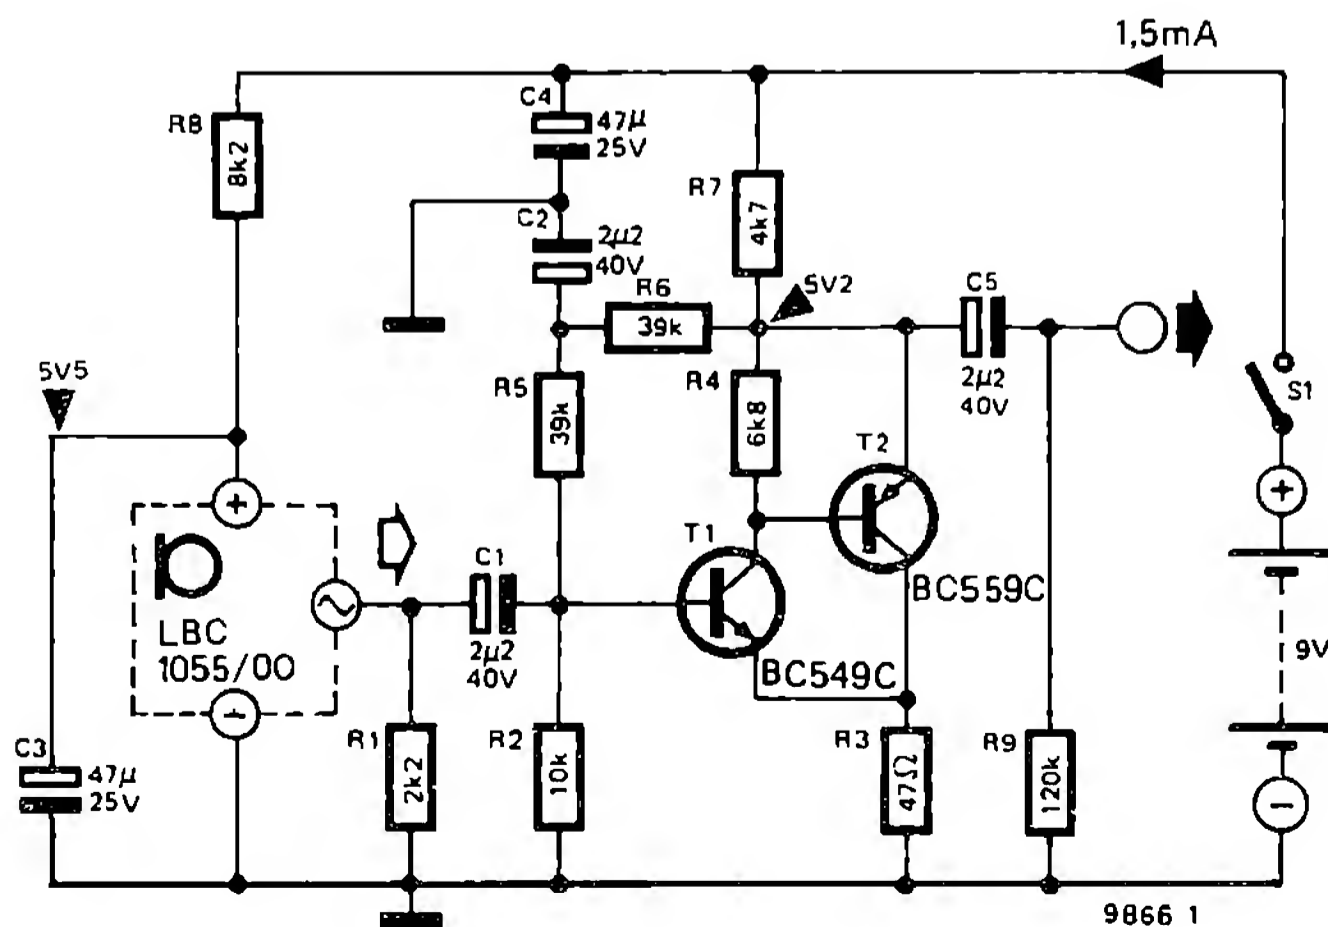 1,5mA
R8
8k2
C4
47µ
25V
C2
2µ2
40V
R7
4k7
5V2
R6
39k
C5
2µ2
40V
5V5
R5
39k
R4
6k8
S1
T2
+
+
T1
C1
2µ2
40V
BC559C
LBC
1055/00
~
BC549C
9V
-
C3
47µ
25V
R1
2k2
R2
10k
R3
47Ω
R9
120k
-
9866 1